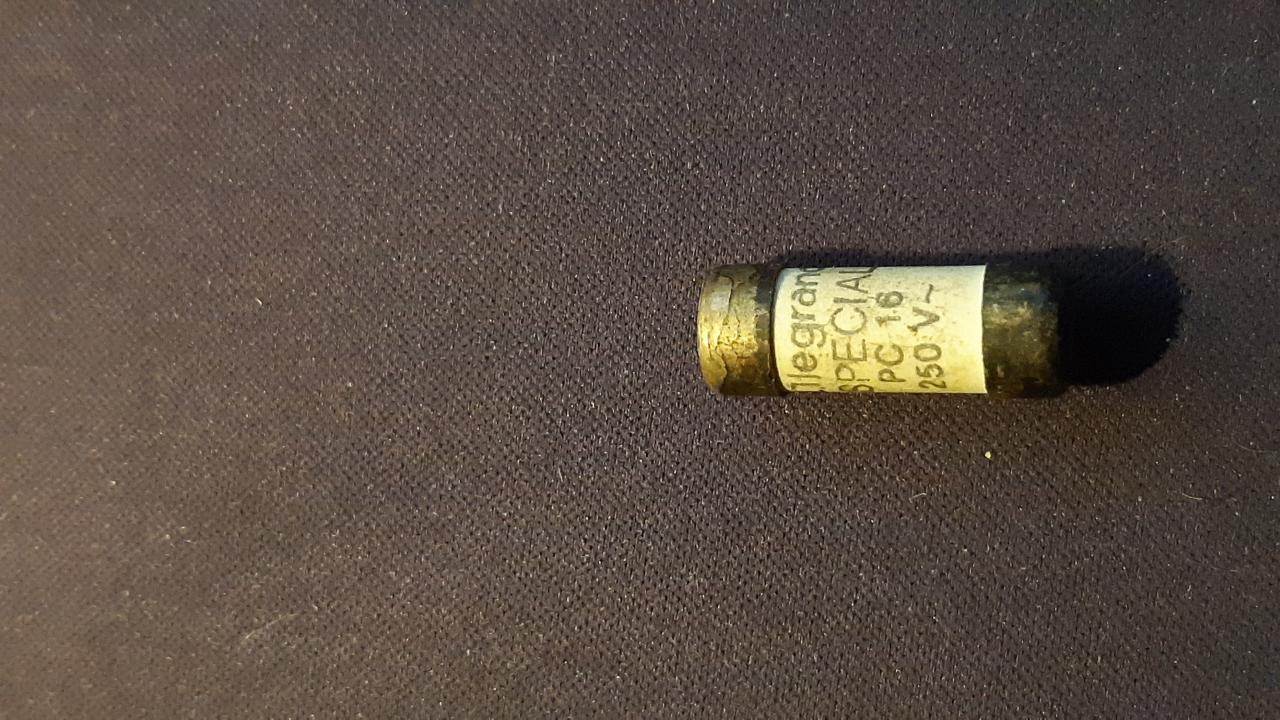 legrand
SPECIAL
PC 16
250 V~